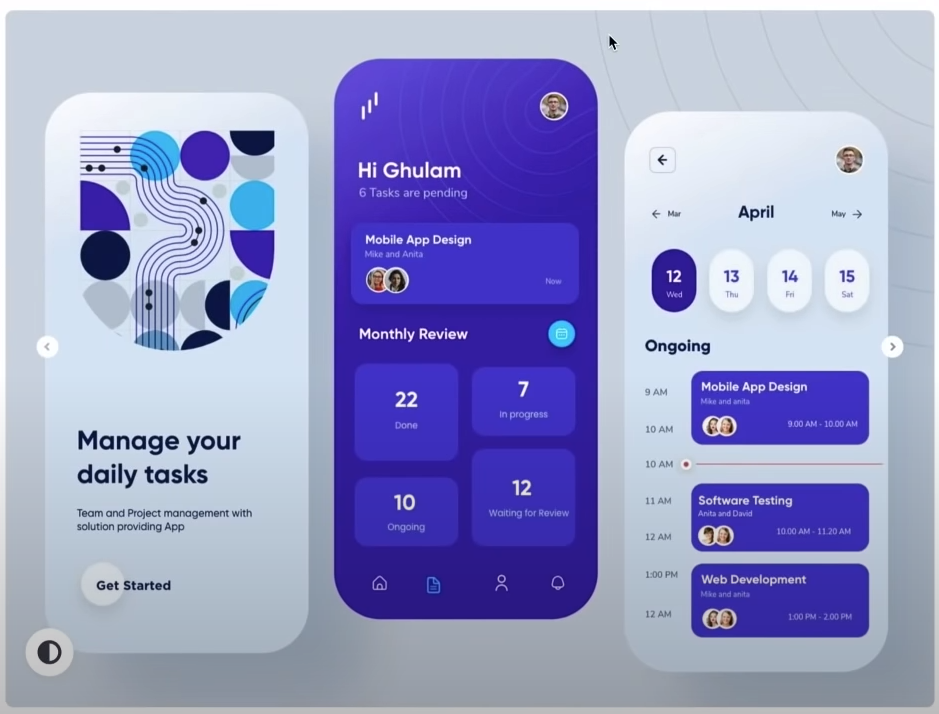 Manage your
daily tasks
Team and Project management with
solution providing App
Get Started
Hi Ghulam
6 Tasks are pending
Mobile App Design
Mike and Anita
Now
Monthly Review
22
Done
7
In progress
10
Ongoing
12
Waiting for Review
Mar
April
May
12
Wed
13
Thu
14
Fri
15
Sat
Ongoing
9 AM
Mobile App Design
Mike and anita
9.00 AM - 10.00 AM
10 AM
10 AM
11 AM
Software Testing
Anita and David
10.00 AM - 11.20 AM
12 AM
1:00 PM
Web Development
Mike and anita
1:00 PM - 2.00 PM
12 AM